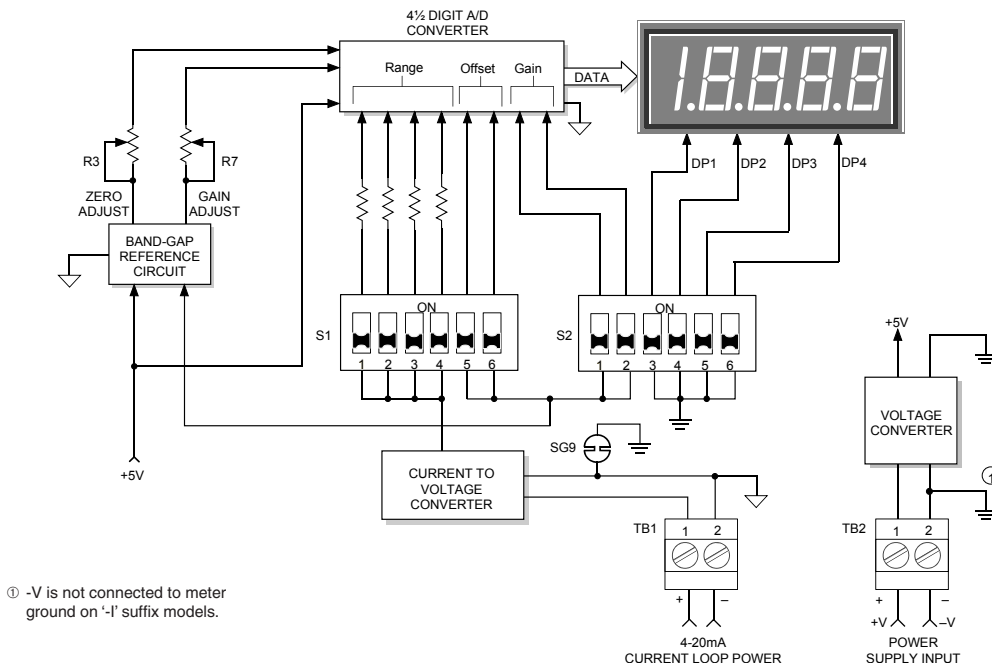 4½ DIGIT A/D
CONVERTER
Range
Offset
Gain
DATA
1.8.8.8.8
DP1
DP2
DP3
DP4
R3
R7
ZERO
ADJUST
GAIN
ADJUST
BAND-GAP
REFERENCE
CIRCUIT
+5V
S1
ON
1 2 3 4 5 6
S2
ON
1 2 3 4 5 6
+5V
VOLTAGE
CONVERTER
①
SG9
CURRENT TO
VOLTAGE
CONVERTER
TB1
1 2
+ –
4-20mA
CURRENT LOOP POWER
TB2
1 2
+ –
+V –V
POWER
SUPPLY INPUT
① -V is not connected to meter
ground on ‘-I’ suffix models.